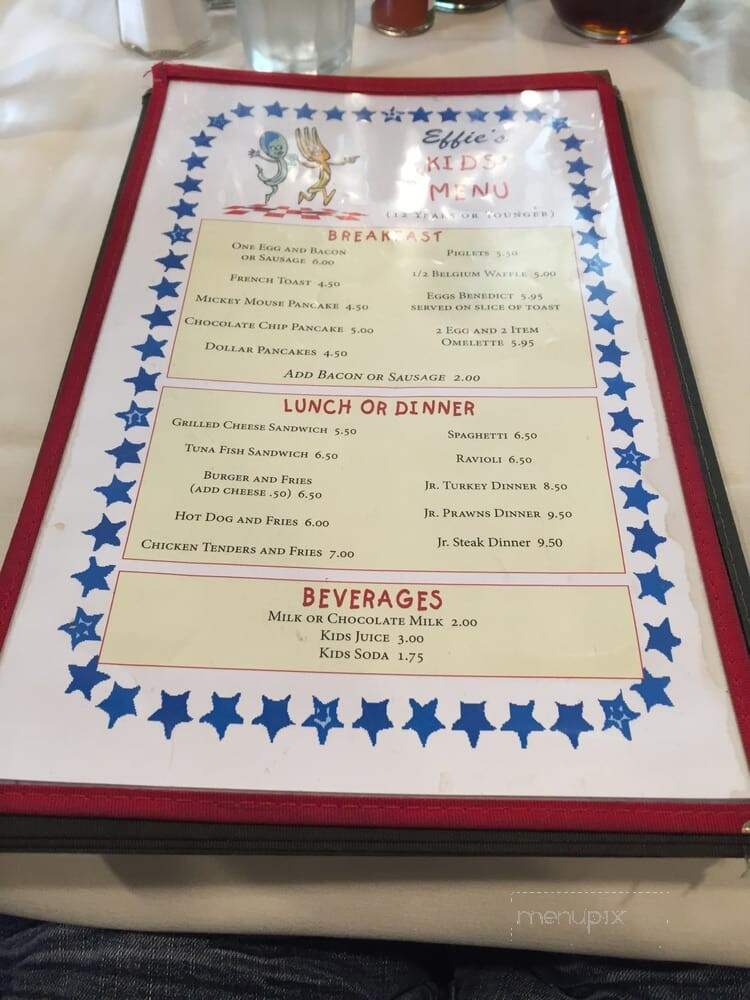 Effie's
KIDS'
MENU
(12 YEARS OR YOUNGER)
BREAKFAST
ONE EGG AND BACON
OR SAUSAGE 6.00
FRENCH TOAST 4.50
MICKEY MOUSE PANCAKE 4.50
CHOCOLATE CHIP PANCAKE 5.00
DOLLAR PANCAKES 4.50
PIGLETS 5.50
1/2 BELGIUM WAFFLE 5.00
EGGS BENEDICT 5.95
SERVED ON SLICE OF TOAST
2 EGG AND 2 ITEM
OMELETTE 5.95
ADD BACON OR SAUSAGE 2.00
LUNCH OR DINNER
GRILLED CHEESE SANDWICH 5.50
TUNA FISH SANDWICH 6.50
BURGER AND FRIES
(ADD CHEESE .50) 6.50
HOT DOG AND FRIES 6.00
CHICKEN TENDERS AND FRIES 7.00
SPAGHETTI 6.50
RAVIOLI 6.50
JR. TURKEY DINNER 8.50
JR. PRAWNS DINNER 9.50
JR. STEAK DINNER 9.50
BEVERAGES
MILK OR CHOCOLATE MILK 2.00
KIDS JUICE 3.00
KIDS SODA 1.75
menupix